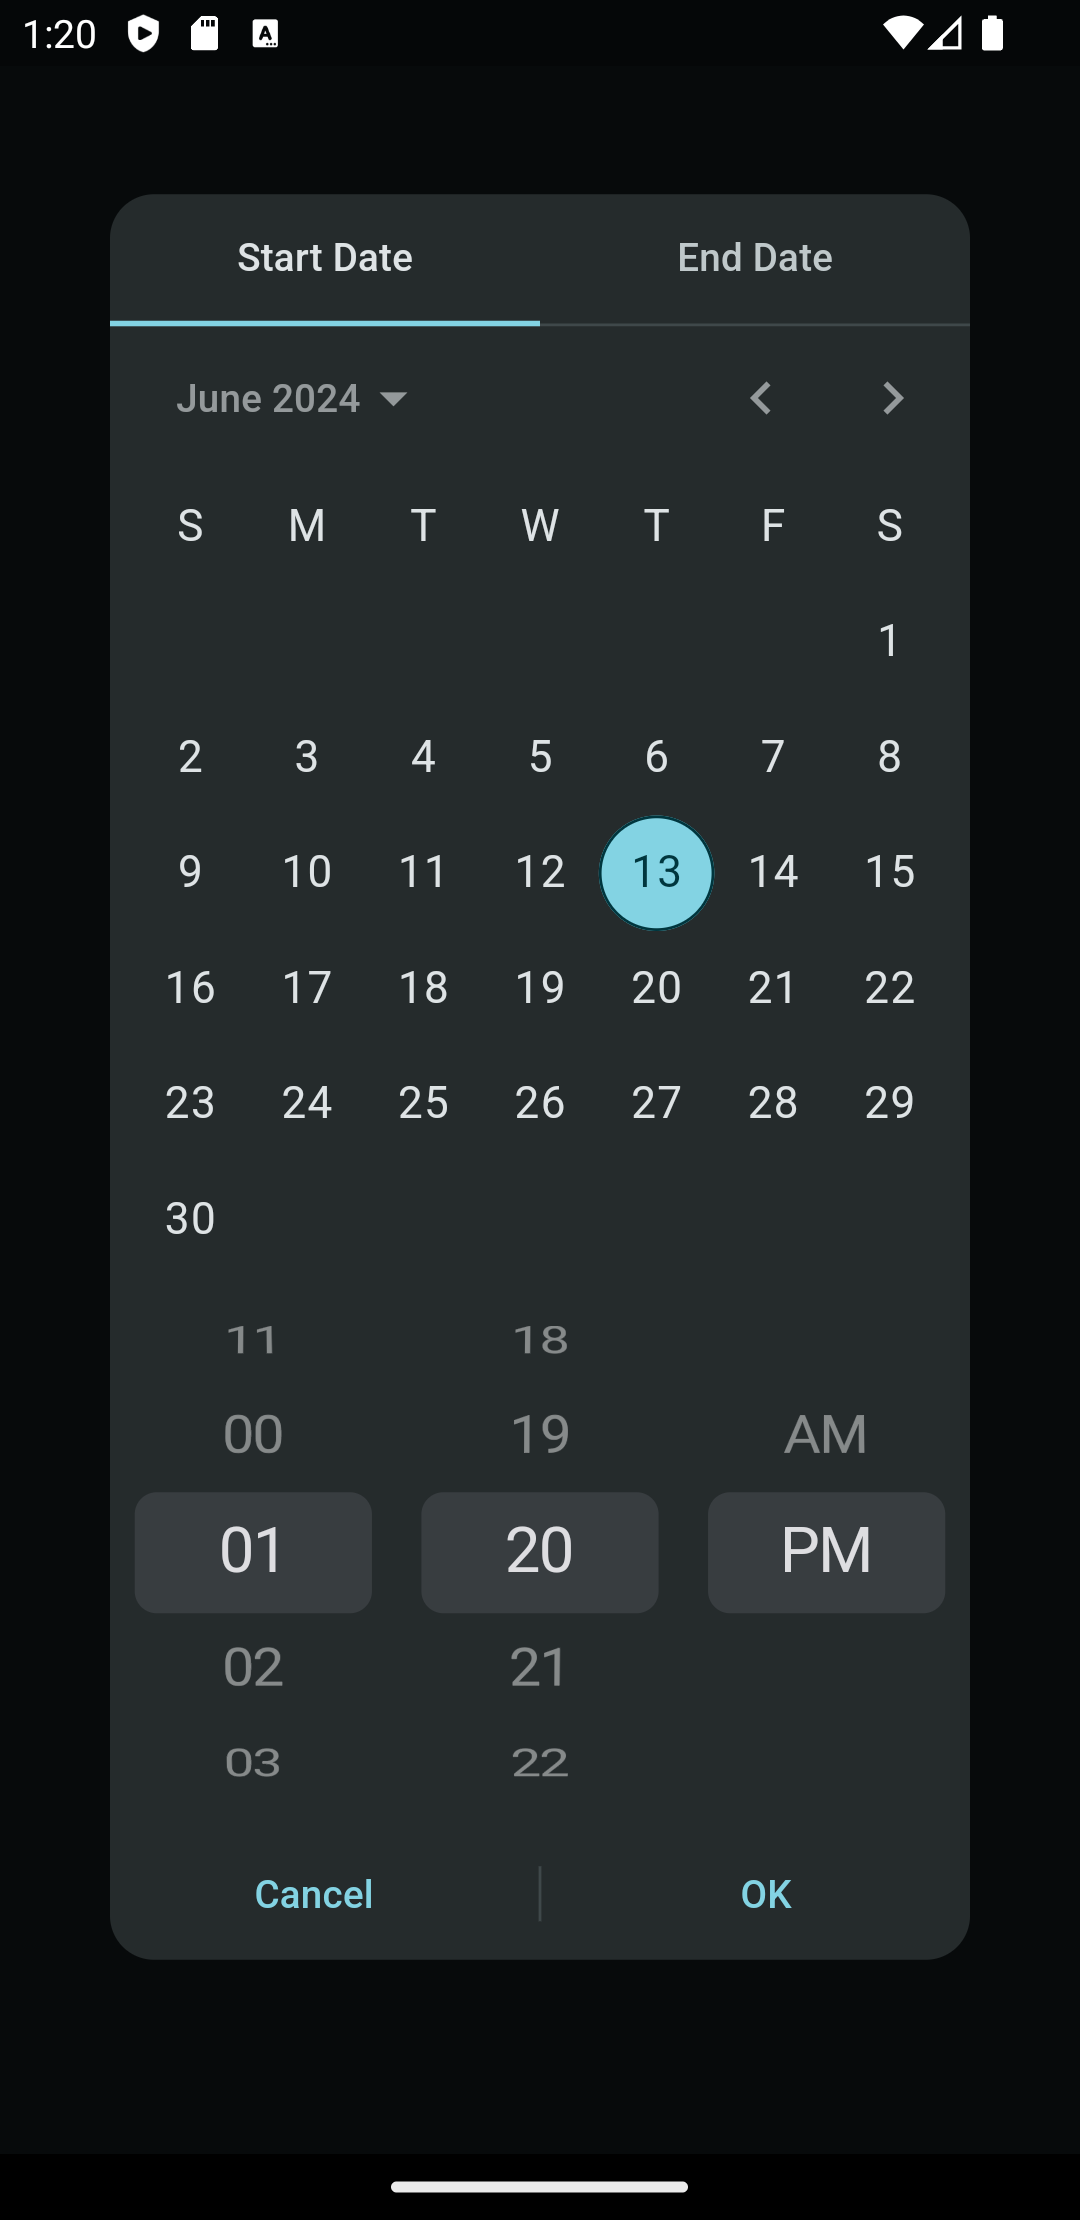 1:20
Start Date End Date
June 2024
S M T W T F S
1
2 3 4 5 6 7 8
9 10 11 12 13 14 15
16 17 18 19 20 21 22
23 24 25 26 27 28 29
30
11 18
00 19 AM
01 20 PM
02 21
03 22
Cancel OK